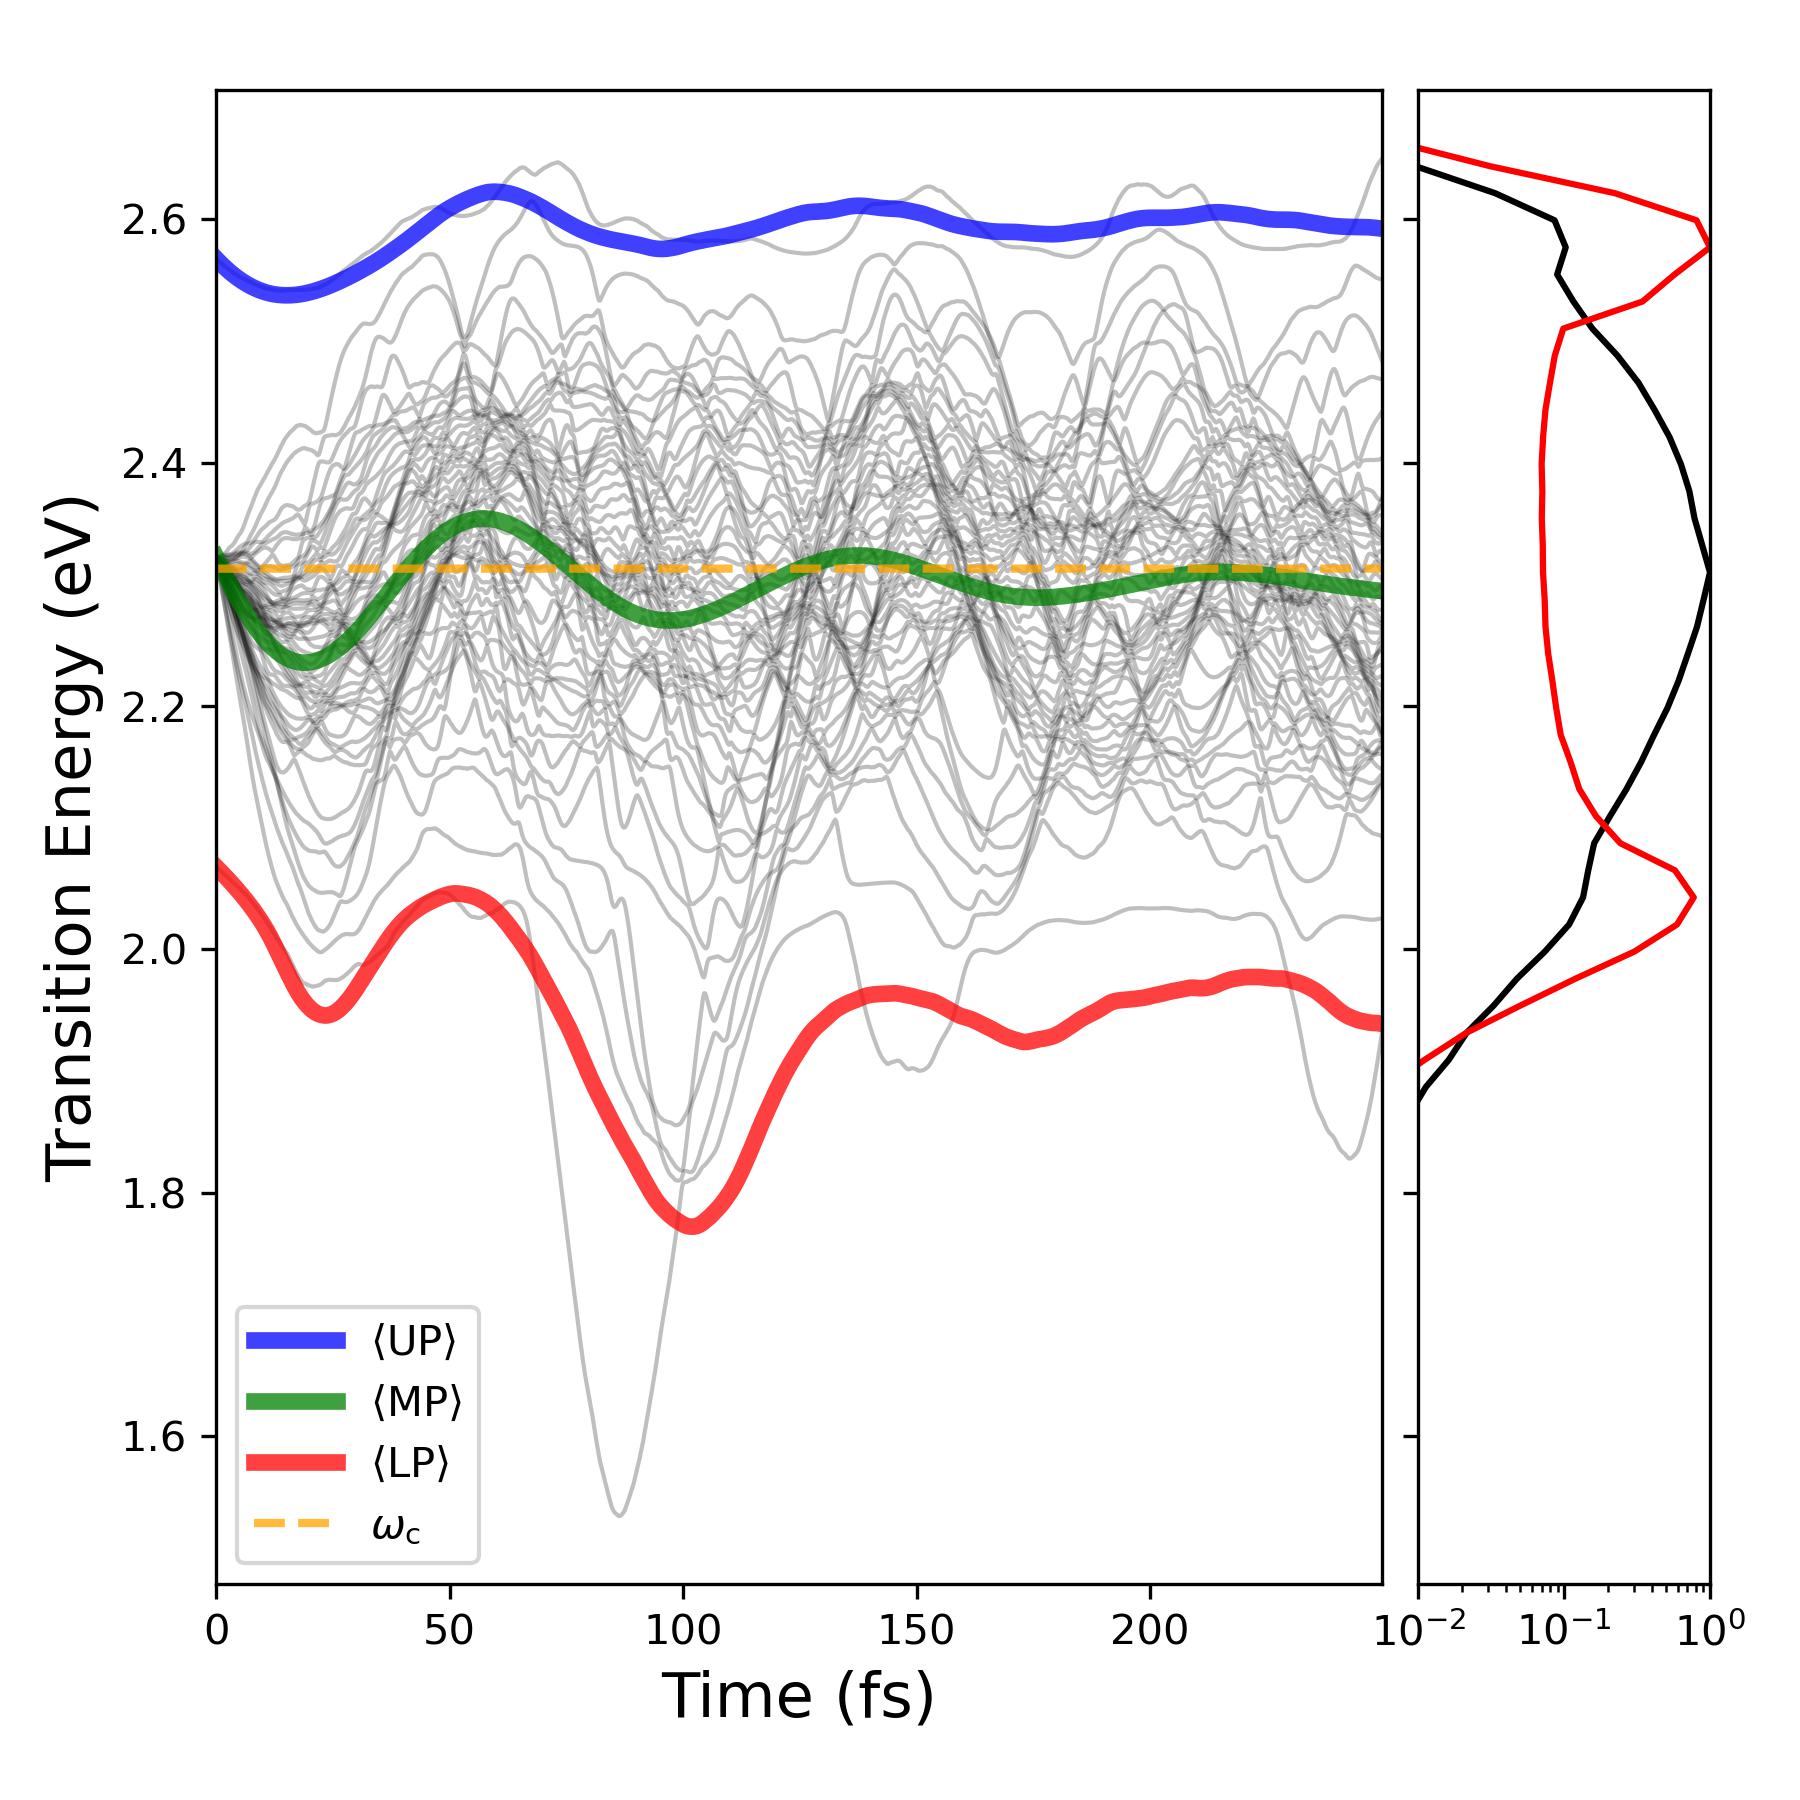 Transition Energy (eV)
2.6
2.4
2.2
2.0
1.8
1.6
⟨UP⟩
⟨MP⟩
⟨LP⟩
ω_c
0 50 100 150 200
10⁻² 10⁻¹ 10⁰
Time (fs)